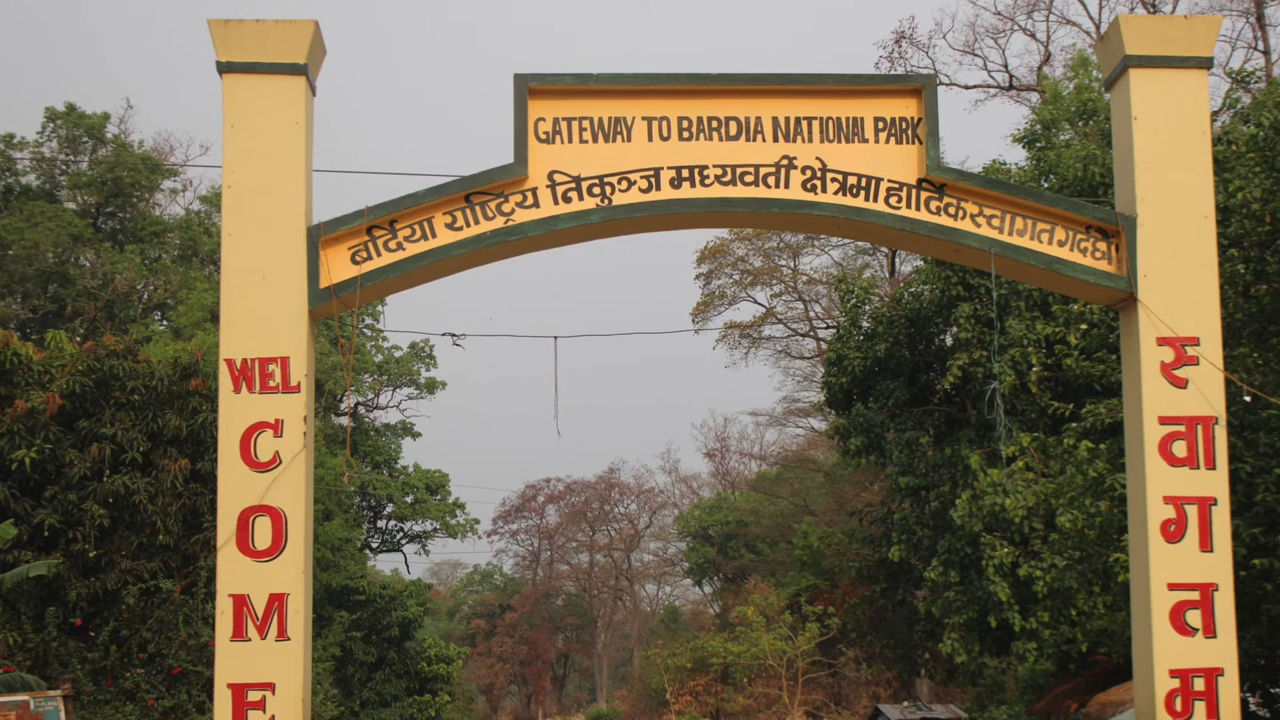 GATEWAY TO BARDIA NATIONAL PARK
बर्दिया राष्ट्रिय निकुञ्ज मध्यवर्ती क्षेत्रमा हार्दिक स्वागत गर्दछौ
WEL
C
O
M
E
स्
वा
ग
त
म